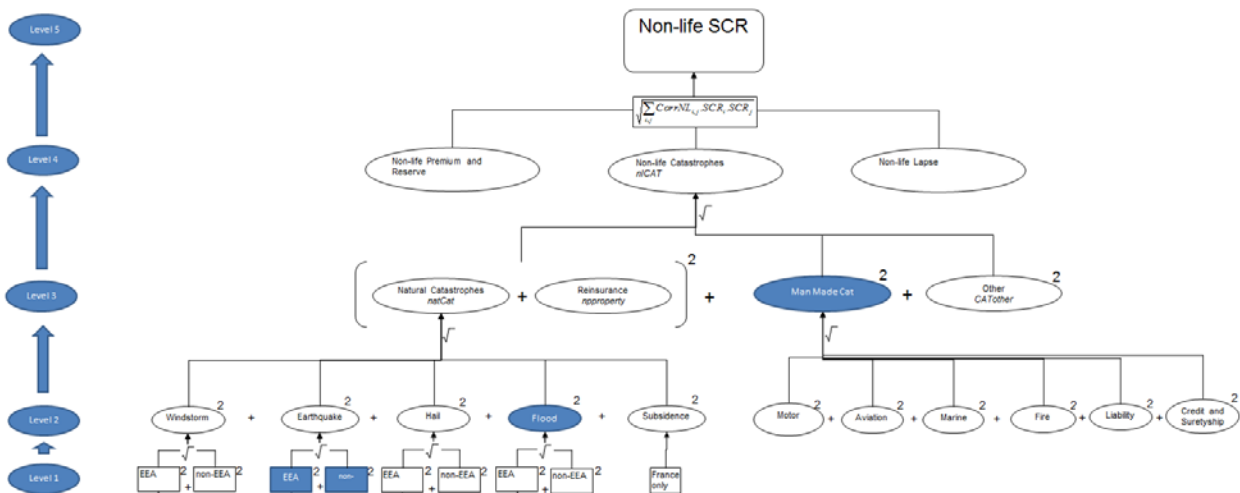 Level 5
Non-life SCR
√∑ i,j CorrNL i,j SCR i SCR j
Level 4
Non-life Premium and
Reserve
Non-life Catastrophes
nlCAT
Non-life Lapse
√
2
Level 3
Natural Catastrophes
natCat
+
Reinsurance
npproperty
+
Man Made Cat
2
+
Other
CATother
2
√
√
Level 2
Windstorm
2
+
Earthquake
2
+
Hail
2
+
Flood
2
+
Subsidence
2
Motor
2
+
Aviation
2
+
Marine
2
+
Fire
2
+
Liability
2
+
Credit and
Suretyship
2
√
√
√
√
Level 1
EEA
2
+
non-EEA
2
EEA
2
+
non-
2
EEA
2
+
non-EEA
2
EEA
2
+
non-EEA
2
France
only